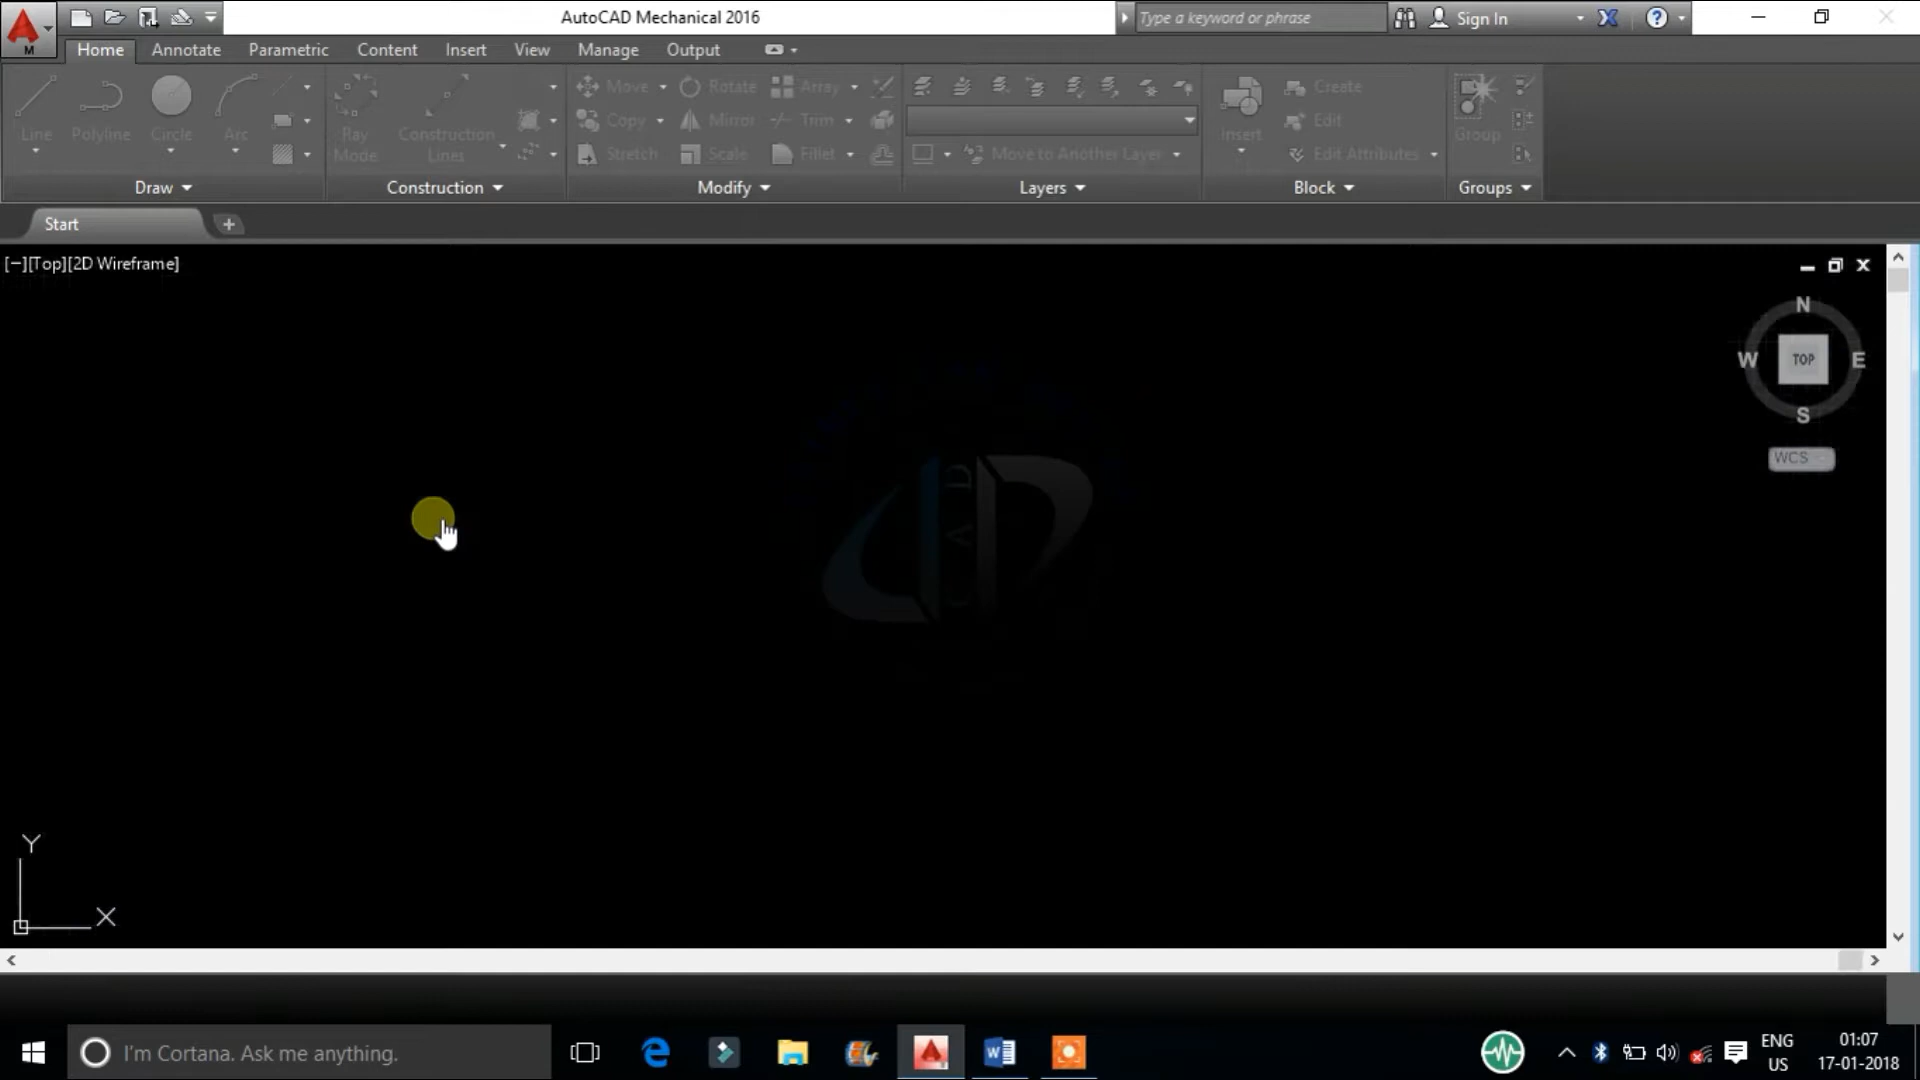 AutoCAD Mechanical 2016
Type a keyword or phrase
Sign In
M
Home Annotate Parametric Content Insert View Manage Output
Line Polyline Circle Arc
Ray Mode
Construction Lines
Move Rotate Array
Copy Mirror Trim
Stretch Scale Fillet
Move to Another Layer
Insert
Create
Edit
Edit Attributes
Group
Draw Construction Modify Layers Block Groups
Start
[−][Top][2D Wireframe]
N
W TOP E
S
WCS
CAD
Y
X
I'm Cortana. Ask me anything.
ENG
US
01:07
17-01-2018